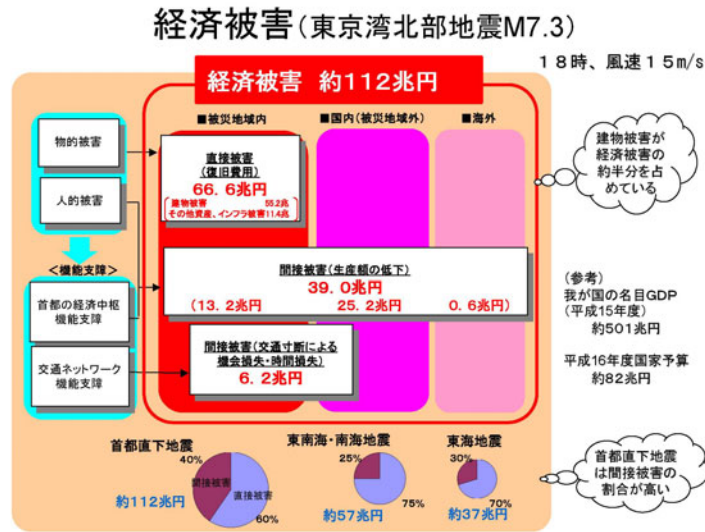 経済被害(東京湾北部地震M7.3)
18時、風速15m/s
経済被害 約112兆円
■被災地域内
■国内(被災地域外)
■海外
物的被害
人的被害
<機能支障>
首都の経済中枢
機能支障
交通ネットワーク
機能支障
直接被害
(復旧費用)
66.6兆円
建物被害 55.2兆
その他資産、インフラ被害11.4兆
間接被害(生産額の低下)
39.0兆円
(13.2兆円 25.2兆円 0.6兆円)
間接被害(交通寸断による
機会損失・時間損失)
6.2兆円
建物被害が
経済被害の
約半分を占
めている
(参考)
我が国の名目GDP
(平成15年度)
約501兆円
平成16年度国家予算
約82兆円
首都直下地震
40%
間接被害
直接被害
60%
約112兆円
東南海・南海地震
25%
75%
約57兆円
東海地震
30%
70%
約37兆円
首都直下地震
は間接被害の
割合が高い